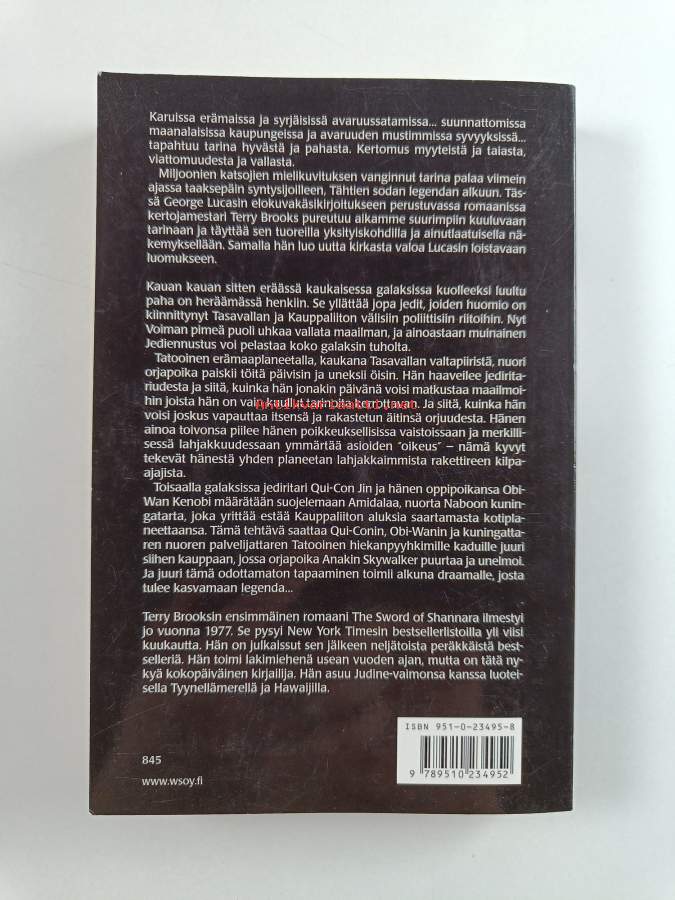 Karuissa erämaissa ja syrjäisissä avaruussatamissa... suunnattomissa
maanalaisissa kaupungeissa ja avaruuden mustimmissa syvyyksissä...
tapahtuu tarina hyvästä ja pahasta. Kertomus myyteistä ja taiasta,
viattomuudesta ja vallasta.
Miljoonien katsojien mielikuvituksen vanginnut tarina palaa viimein
ajassa taaksepäin syntysijoilleen, Tähtien sodan legendan alkuun. Täs-
sä George Lucasin elokuvakäsikirjoitukseen perustuvassa romaanissa
kertojamestari Terry Brooks pureutuu aikamme suurimpiin kuuluvaan
tarinaan ja täyttää sen tuoreilla yksityiskohdilla ja ainutlaatuisella nä-
kemyksellään. Samalla hän luo uutta kirkasta valoa Lucasin loistavaan
luomukseen.
Kauan kauan sitten eräässä kaukaisessa galaksissa kuolleeksi luultu
paha on heräämässä henkiin. Se yllättää jopa jedit, joiden huomio on
kiinnittynyt Tasavallan ja Kauppaliiton välisiin poliittisiin riitoihin. Nyt
Voiman pimeä puoli uhkaa vallata maailman, ja ainoastaan muinainen
Jediennustus voi pelastaa koko galaksin tuholta.
Tatooinen erämaaplaneetalla, kaukana Tasavallan valtapiiristä, nuori
orjapoika paiskii töitä päivisin ja uneksii öisin. Hän haaveilee jedirita-
riudesta ja siitä, kuinka hän jonakin päivänä voisi matkustaa maailmoi-
hin joista hän on vain kuullut tarinoita kerrottavan. Ja siitä, kuinka hän
voisi joskus vapauttaa itsensä ja rakastetun äitinsä orjuudesta. Hänen
ainoa toivonsa piilee hänen poikkeuksellisissa vaistoissaan ja merkilli-
sessä lahjakkuudessaan ymmärtää asioiden "oikeus" – nämä kyvyt
tekevät hänestä yhden planeetan lahjakkaimmista rakettireen kilpa-
ajajista.
Toisaalla galaksissa jediritari Qui-Con Jin ja hänen oppipoikansa Obi-
Wan Kenobi määrätään suojelemaan Amidalaa, nuorta Naboon kunin-
gatarta, joka yrittää estää Kauppaliiton aluksia saartamasta kotipla-
neettaansa. Tämä tehtävä saattaa Qui-Conin, Obi-Wanin ja kuningatta-
ren nuoren palvelijattaren Tatooinen hiekanpyyhkimille kaduille juuri
siihen kauppaan, jossa orjapoika Anakin Skywalker puurtaa ja unelmoi.
Ja juuri tämä odottamaton tapaaminen toimii alkuna draamalle, josta
tulee kasvamaan legenda...
Terry Brooksin ensimmäinen romaani The Sword of Shannara ilmestyi
jo vuonna 1977. Se pysyi New York Timesin bestsellerlistoilla yli viisi
kuukautta. Hän on julkaissut sen jälkeen neljätoista peräkkäistä best-
selleriä. Hän toimi lakimiehenä usean vuoden ajan, mutta on tätä ny-
kyä kokopäiväinen kirjailija. Hän asuu Judine-vaimonsa kanssa luotei-
sella Tyynellämerellä ja Hawaijilla.
ISBN 951-0-23495-8
9 789510 234952
845
www.wsoy.fi